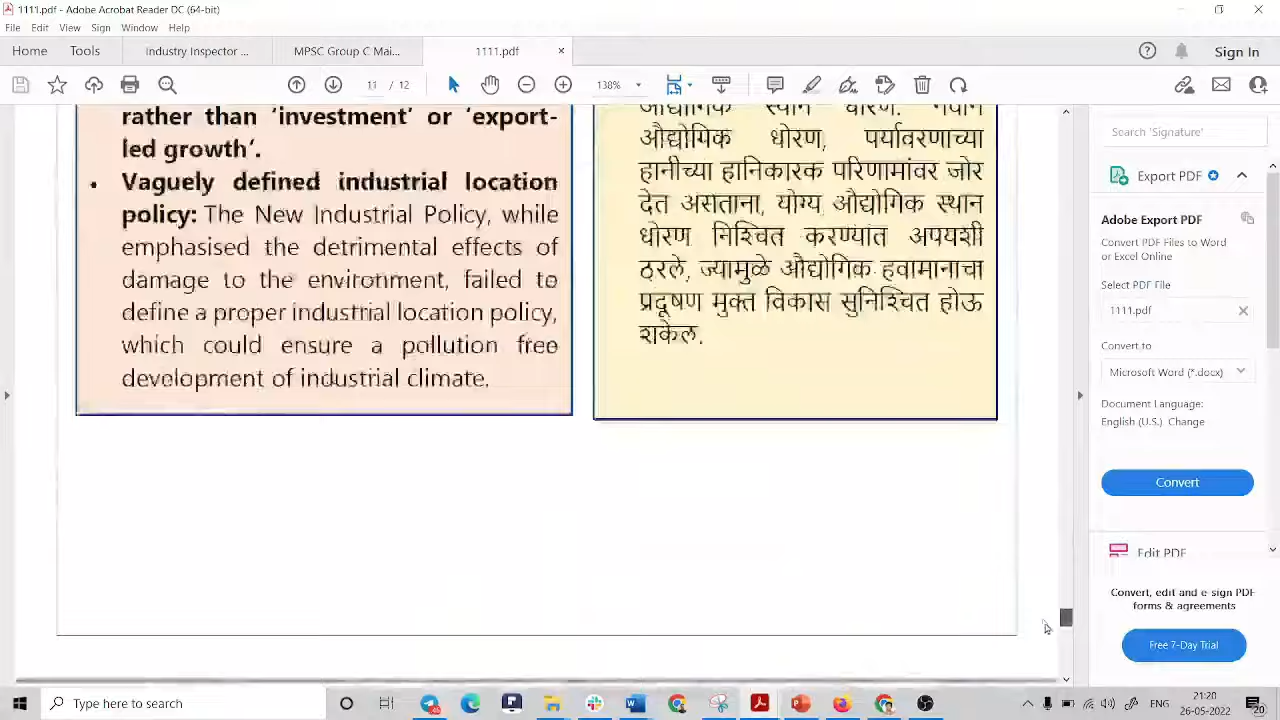 1111.pdf - Adobe Acrobat Reader DC (64-bit)
File Edit View Sign Window Help
Home Tools Industry Inspector ... MPSC Group C Mai... 1111.pdf × Sign In
11 / 12 138%
rather than ‘investment’ or ‘export-
led growth‘.
• Vaguely defined industrial location
policy: The New Industrial Policy, while
emphasised the detrimental effects of
damage to the environment, failed to
define a proper industrial location policy,
which could ensure a pollution free
development of industrial climate.
औद्योगिक स्थान धोरण: नवीन
औद्योगिक धोरण, पर्यावरणाच्या
हानीच्या हानिकारक परिणामांवर जोर
देत असताना, योग्य औद्योगिक स्थान
धोरण निश्चित करण्यात अपयशी
ठरले, ज्यामुळे औद्योगिक हवामानाचा
प्रदूषण मुक्त विकास सुनिश्चित होऊ
शकेल.
Search 'Signature'
Export PDF
Adobe Export PDF
Convert PDF Files to Word
or Excel Online
Select PDF File
1111.pdf ×
Convert to
Microsoft Word (*.docx)
Document Language:
English (U.S.) Change
Convert
Edit PDF
Convert, edit and e-sign PDF
forms & agreements
Free 7-Day Trial
Type here to search
ENG
21:20
26-05-2022
20